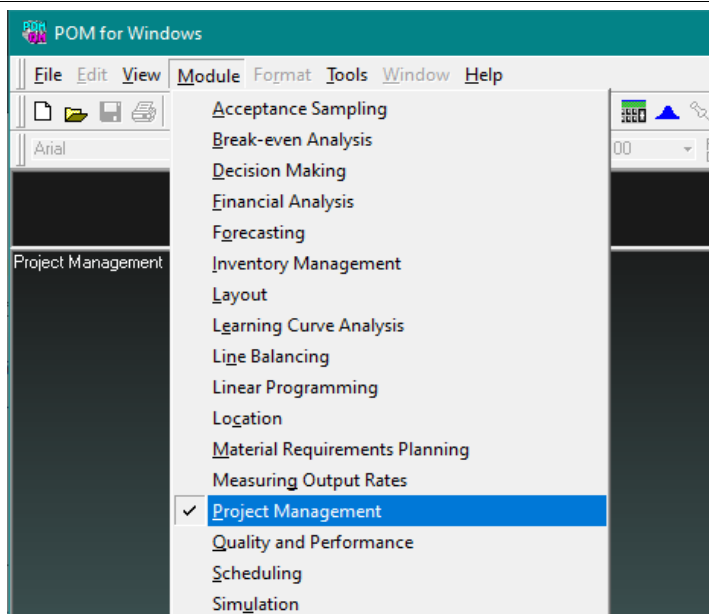 POM for Windows
File Edit View Module Format Tools Window Help
Arial
00
Project Management
Acceptance Sampling
Break-even Analysis
Decision Making
Financial Analysis
Forecasting
Inventory Management
Layout
Learning Curve Analysis
Line Balancing
Linear Programming
Location
Material Requirements Planning
Measuring Output Rates
Project Management
Quality and Performance
Scheduling
Simulation